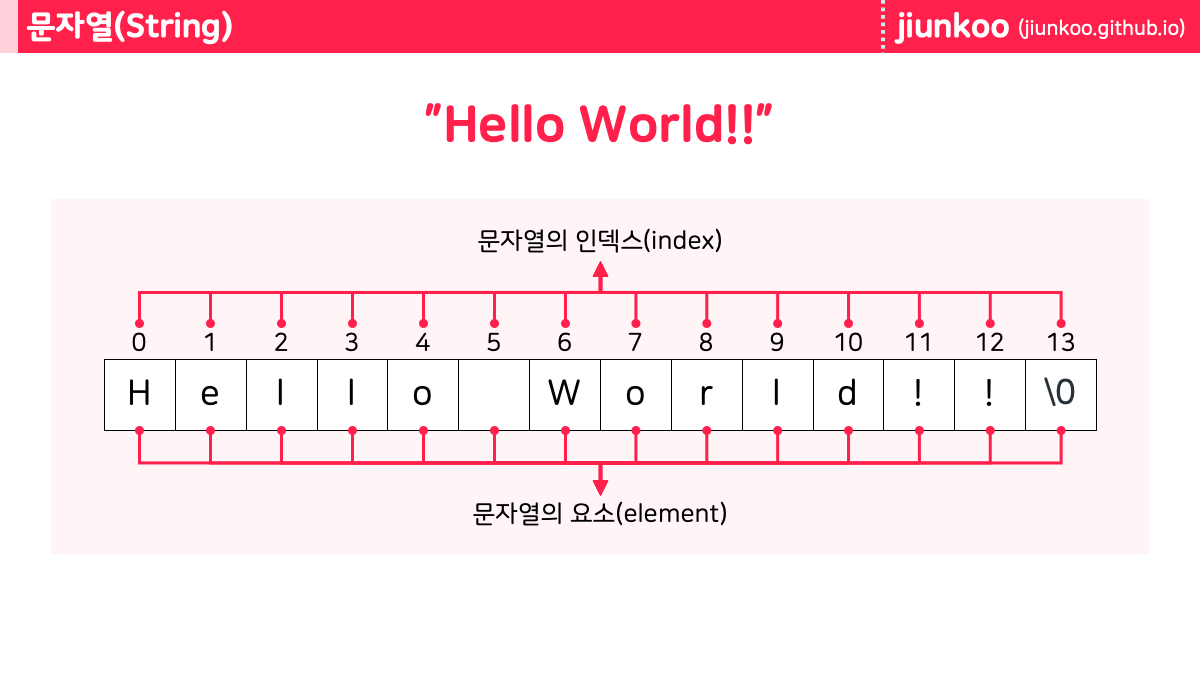 문자열(String)
jiunkoo (jiunkoo.github.io)
"Hello World!!"
문자열의 인덱스(index)
0 1 2 3 4 5 6 7 8 9 10 11 12 13
H e l l o W o r l d ! ! \0
문자열의 요소(element)